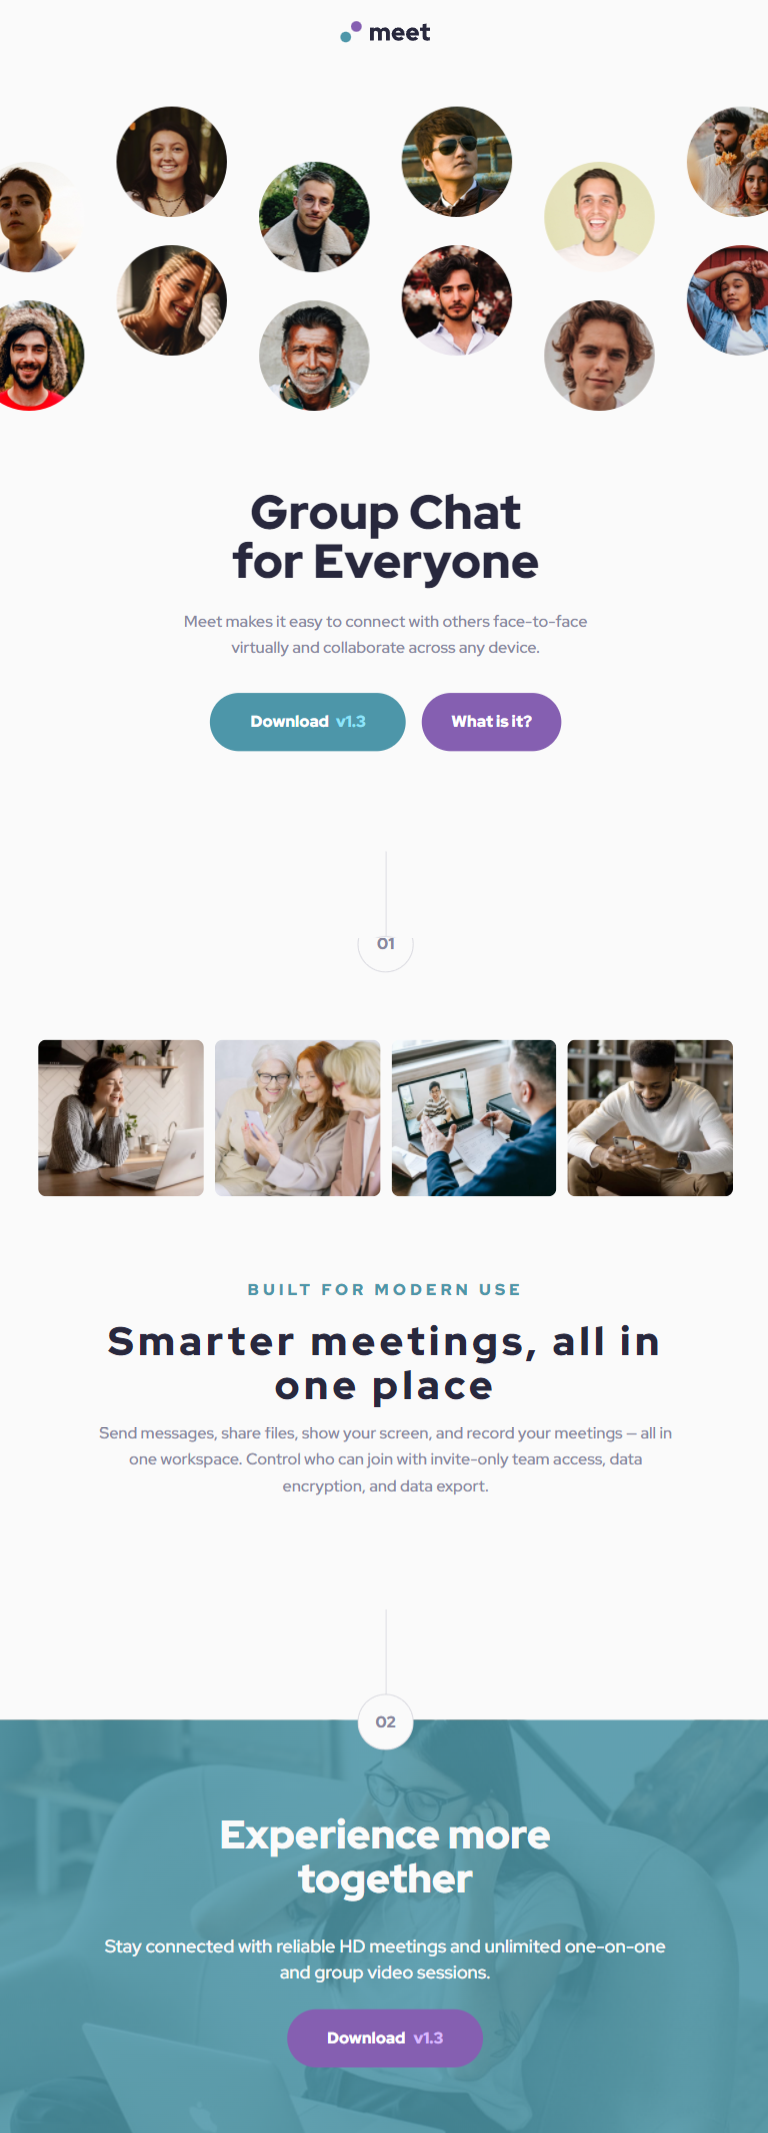 meet
Group Chat
for Everyone
Meet makes it easy to connect with others face-to-face
virtually and collaborate across any device.
Download v1.3
What is it?
01
BUILT FOR MODERN USE
Smarter meetings, all in
one place
Send messages, share files, show your screen, and record your meetings — all in
one workspace. Control who can join with invite-only team access, data
encryption, and data export.
02
Experience more
together
Stay connected with reliable HD meetings and unlimited one-on-one
and group video sessions.
Download v1.3